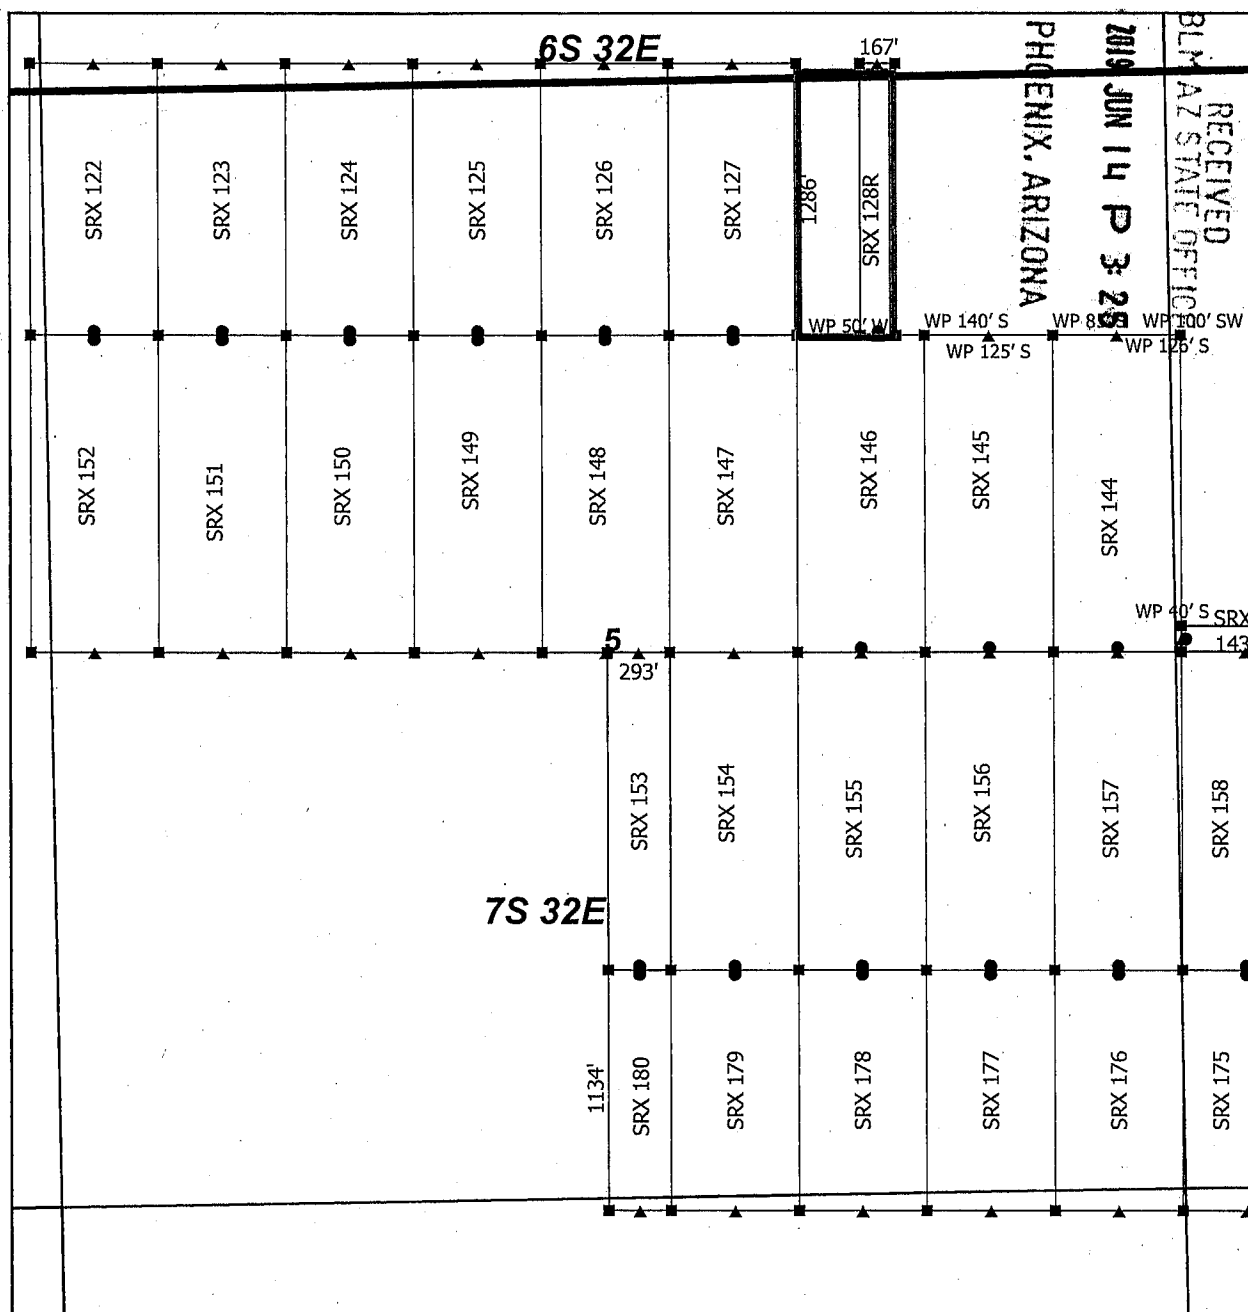 6S 32E
167'
SRX 122
SRX 123
SRX 124
SRX 125
SRX 126
SRX 127
1286'
SRX 128R
PHOENIX, ARIZONA
2019 JUN 14 P 3:25
BLM AZ STATE OFFICE
RECEIVED
WP 50' W
WP 140' S
WP 85' S
WP 100' SW
WP 125' S
WP 126' S
SRX 152
SRX 151
SRX 150
SRX 149
SRX 148
SRX 147
SRX 146
SRX 145
SRX 144
WP 40' S
SRX
143
5
293'
SRX 153
SRX 154
SRX 155
SRX 156
SRX 157
SRX 158
7S 32E
1134'
SRX 180
SRX 179
SRX 178
SRX 177
SRX 176
SRX 175